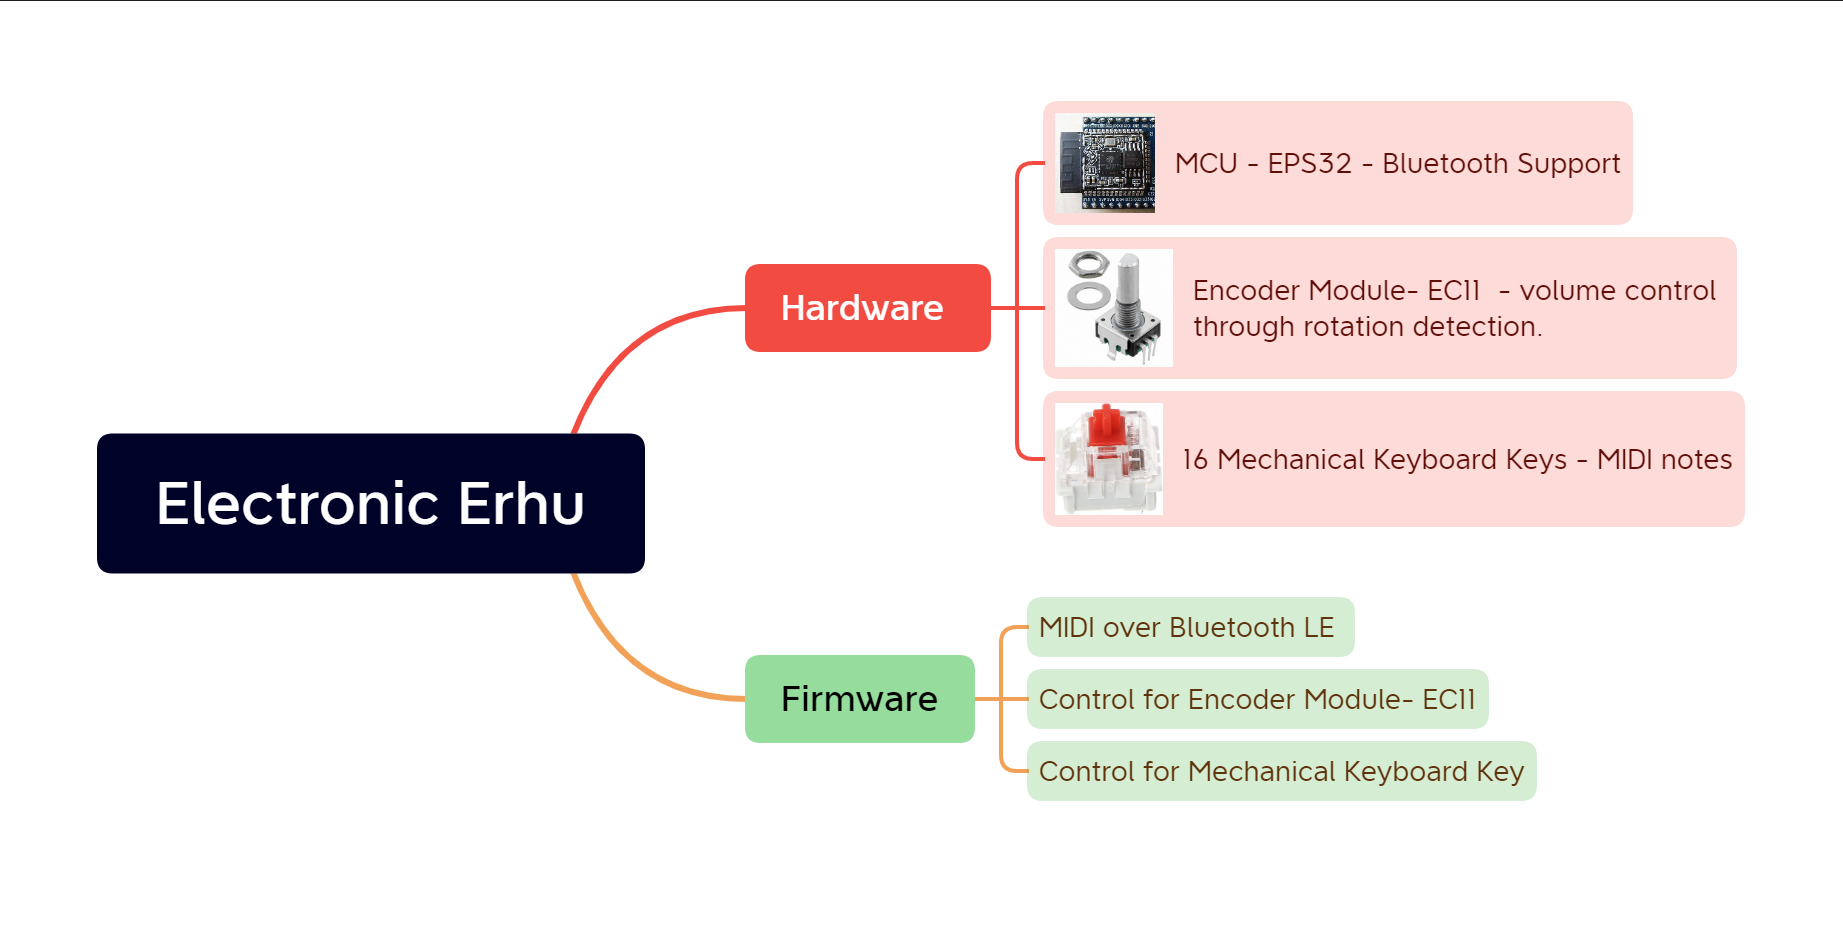 Electronic Erhu
Hardware
MCU - EPS32 - Bluetooth Support
Encoder Module- EC11  - volume control
through rotation detection.
16 Mechanical Keyboard Keys - MIDI notes
Firmware
MIDI over Bluetooth LE
Control for Encoder Module- EC11
Control for Mechanical Keyboard Key